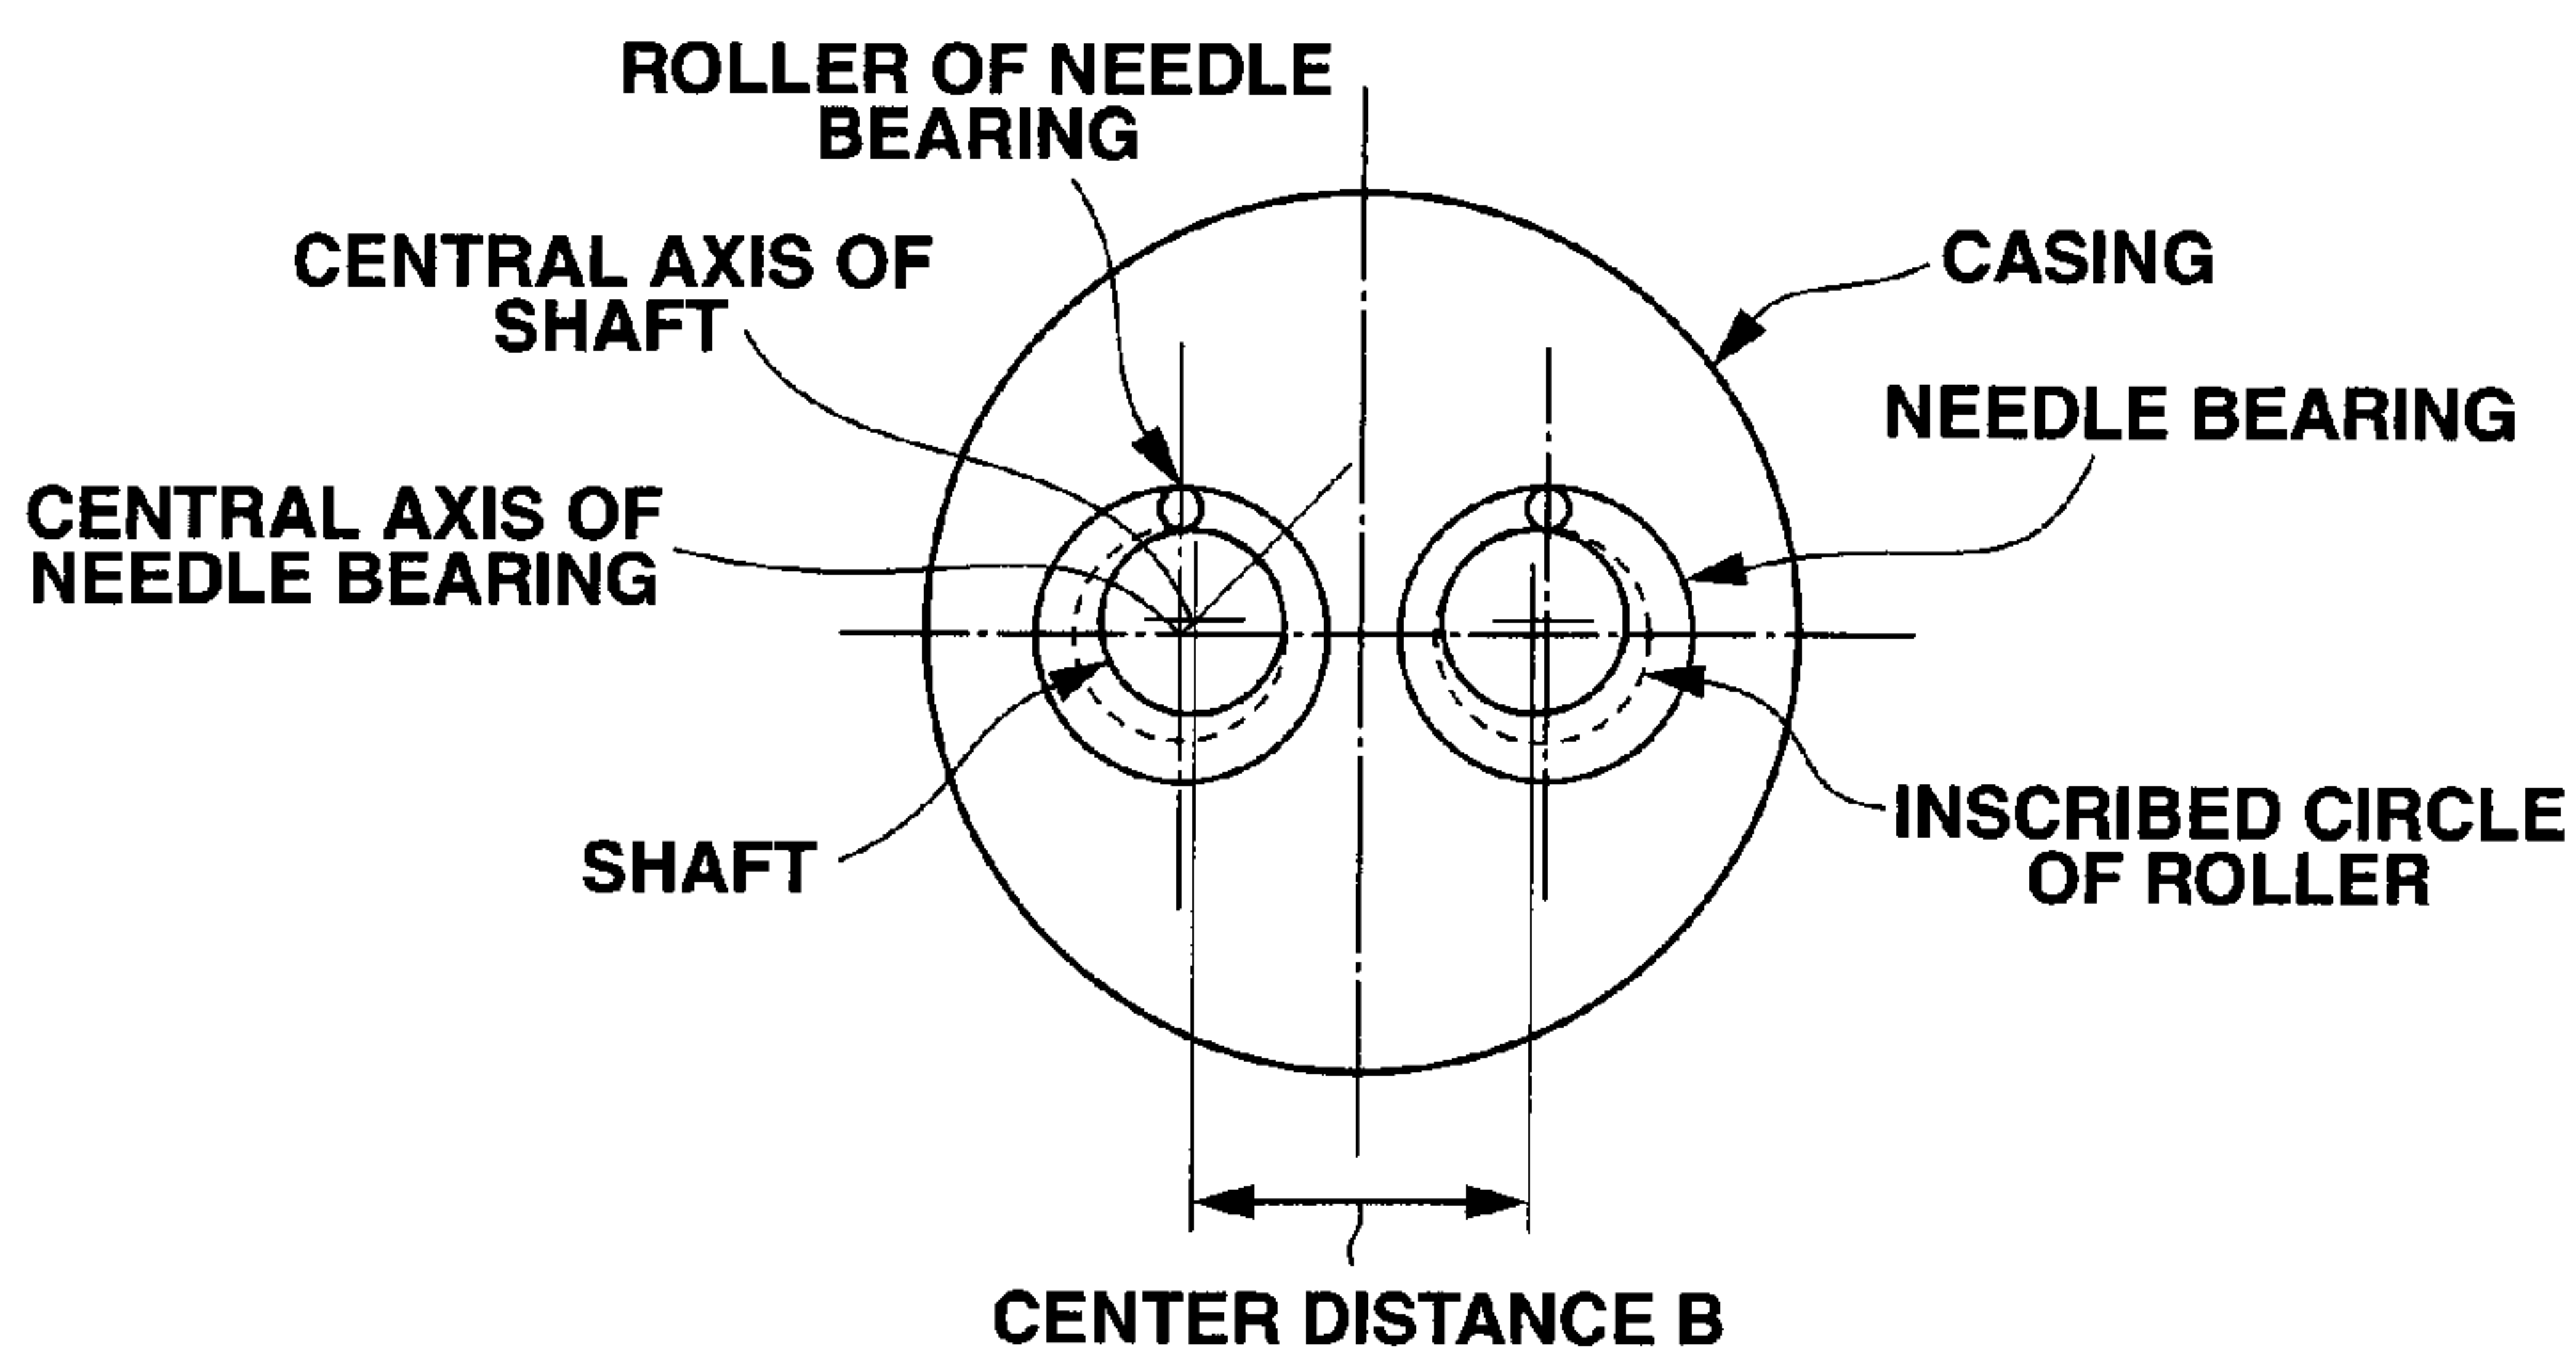 ROLLER OF NEEDLE
BEARING
CENTRAL AXIS OF
SHAFT
CASING
NEEDLE BEARING
CENTRAL AXIS OF
NEEDLE BEARING
SHAFT
INSCRIBED CIRCLE
OF ROLLER
CENTER DISTANCE B